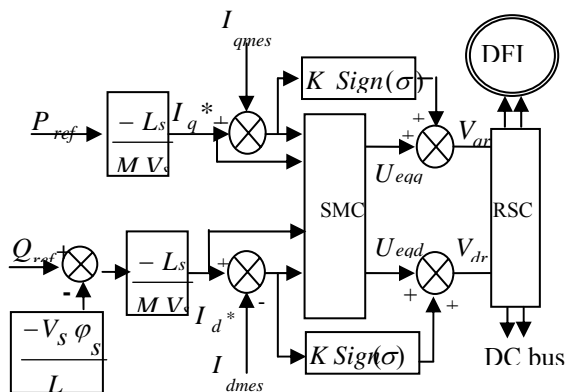 I qmes
DFI
K Sign(σ)
P ref
- Ls
M Vs
I q *
+
+
+
V qr
U eqq
SMC
RSC
Q ref
+
-
- Ls
M Vs
+
-
I d *
U eqd
V dr
+
+
-Vs φs
L
I dmes
K Sign(σ)
DC bus